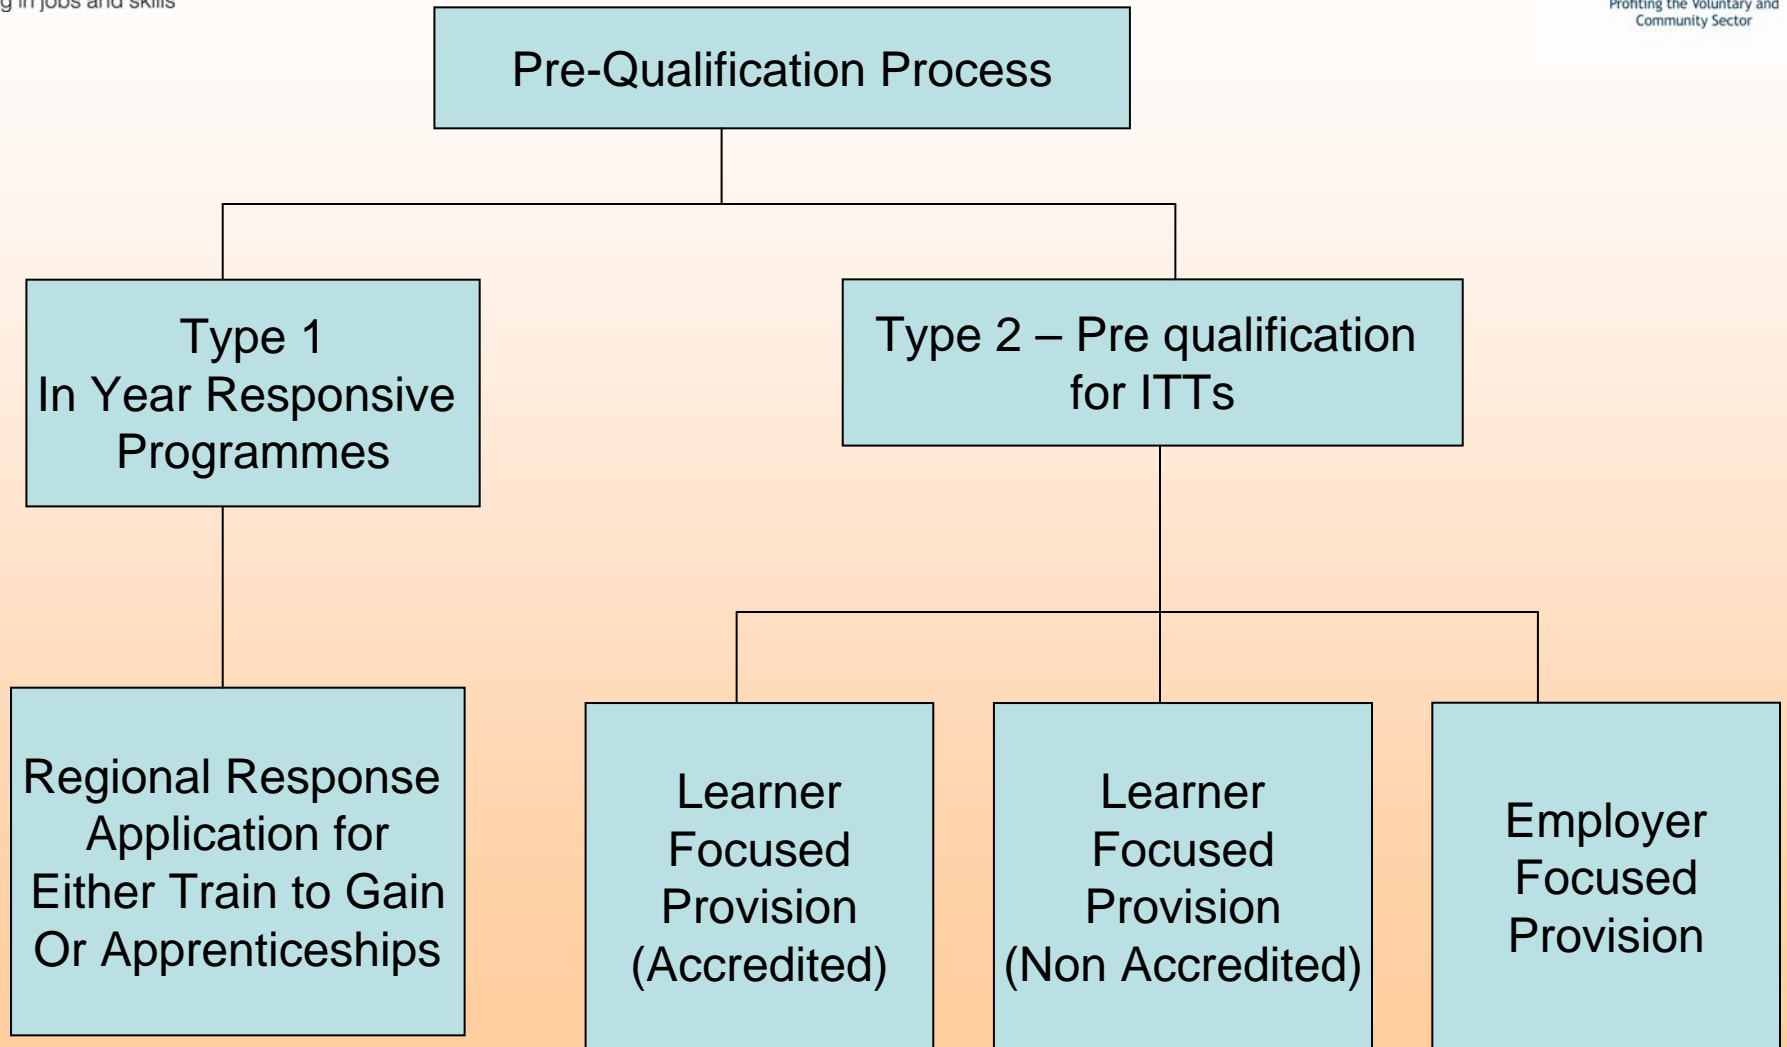 g in jobs and skills
Profiting the Voluntary and
Community Sector
Pre-Qualification Process
Type 1
In Year Responsive
Programmes
Type 2 – Pre qualification
for ITTs
Regional Response
Application for
Either Train to Gain
Or Apprenticeships
Learner
Focused
Provision
(Accredited)
Learner
Focused
Provision
(Non Accredited)
Employer
Focused
Provision